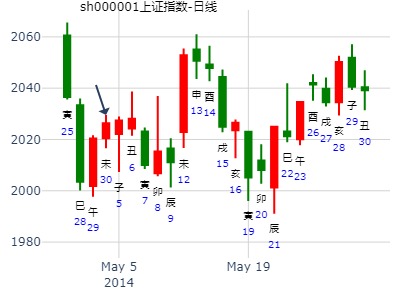 sh000001上证指数-日线
2060
2040
2020
2000
1980
寅
25
巳
28
午
29
未
30
子
5
丑
6
寅
7
卯
8
辰
9
未
12
申
13
酉
14
戌
15
亥
16
寅
19
卯
20
辰
21
巳
22
午
23
酉
26
戌
27
亥
28
子
29
丑
30
May 5
2014
May 19